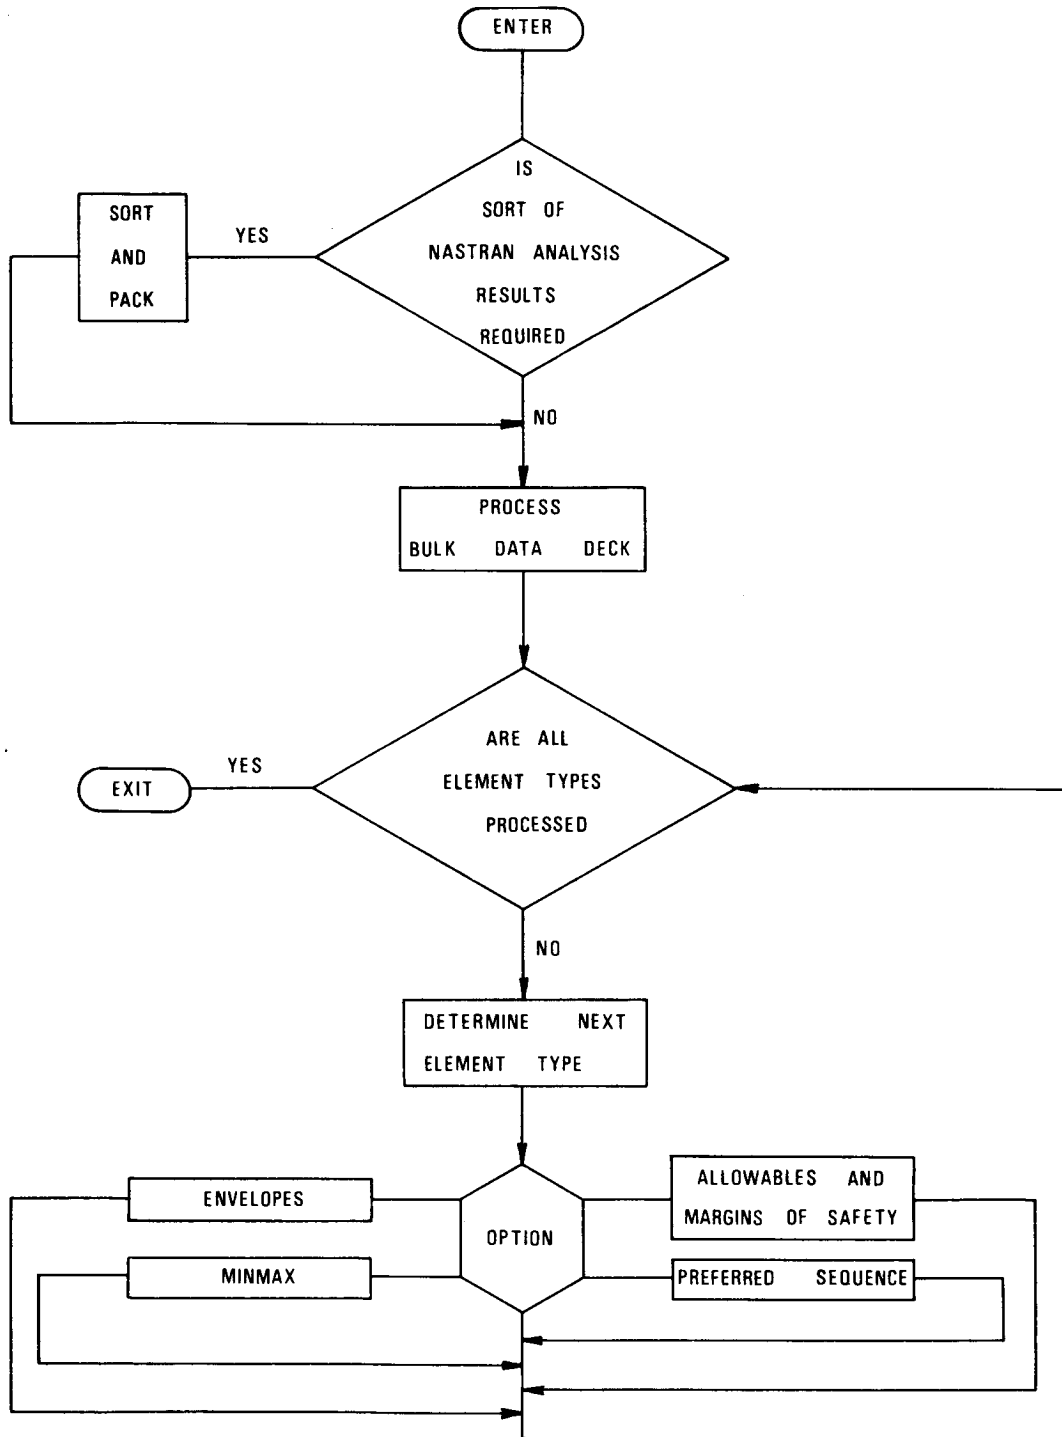 ENTER
IS
SORT OF
NASTRAN ANALYSIS
RESULTS
REQUIRED
YES
SORT
AND
PACK
NO
PROCESS
BULK DATA DECK
ARE ALL
ELEMENT TYPES
PROCESSED
YES
EXIT
NO
DETERMINE NEXT
ELEMENT TYPE
OPTION
ENVELOPES
MINMAX
ALLOWABLES AND
MARGINS OF SAFETY
PREFERRED SEQUENCE